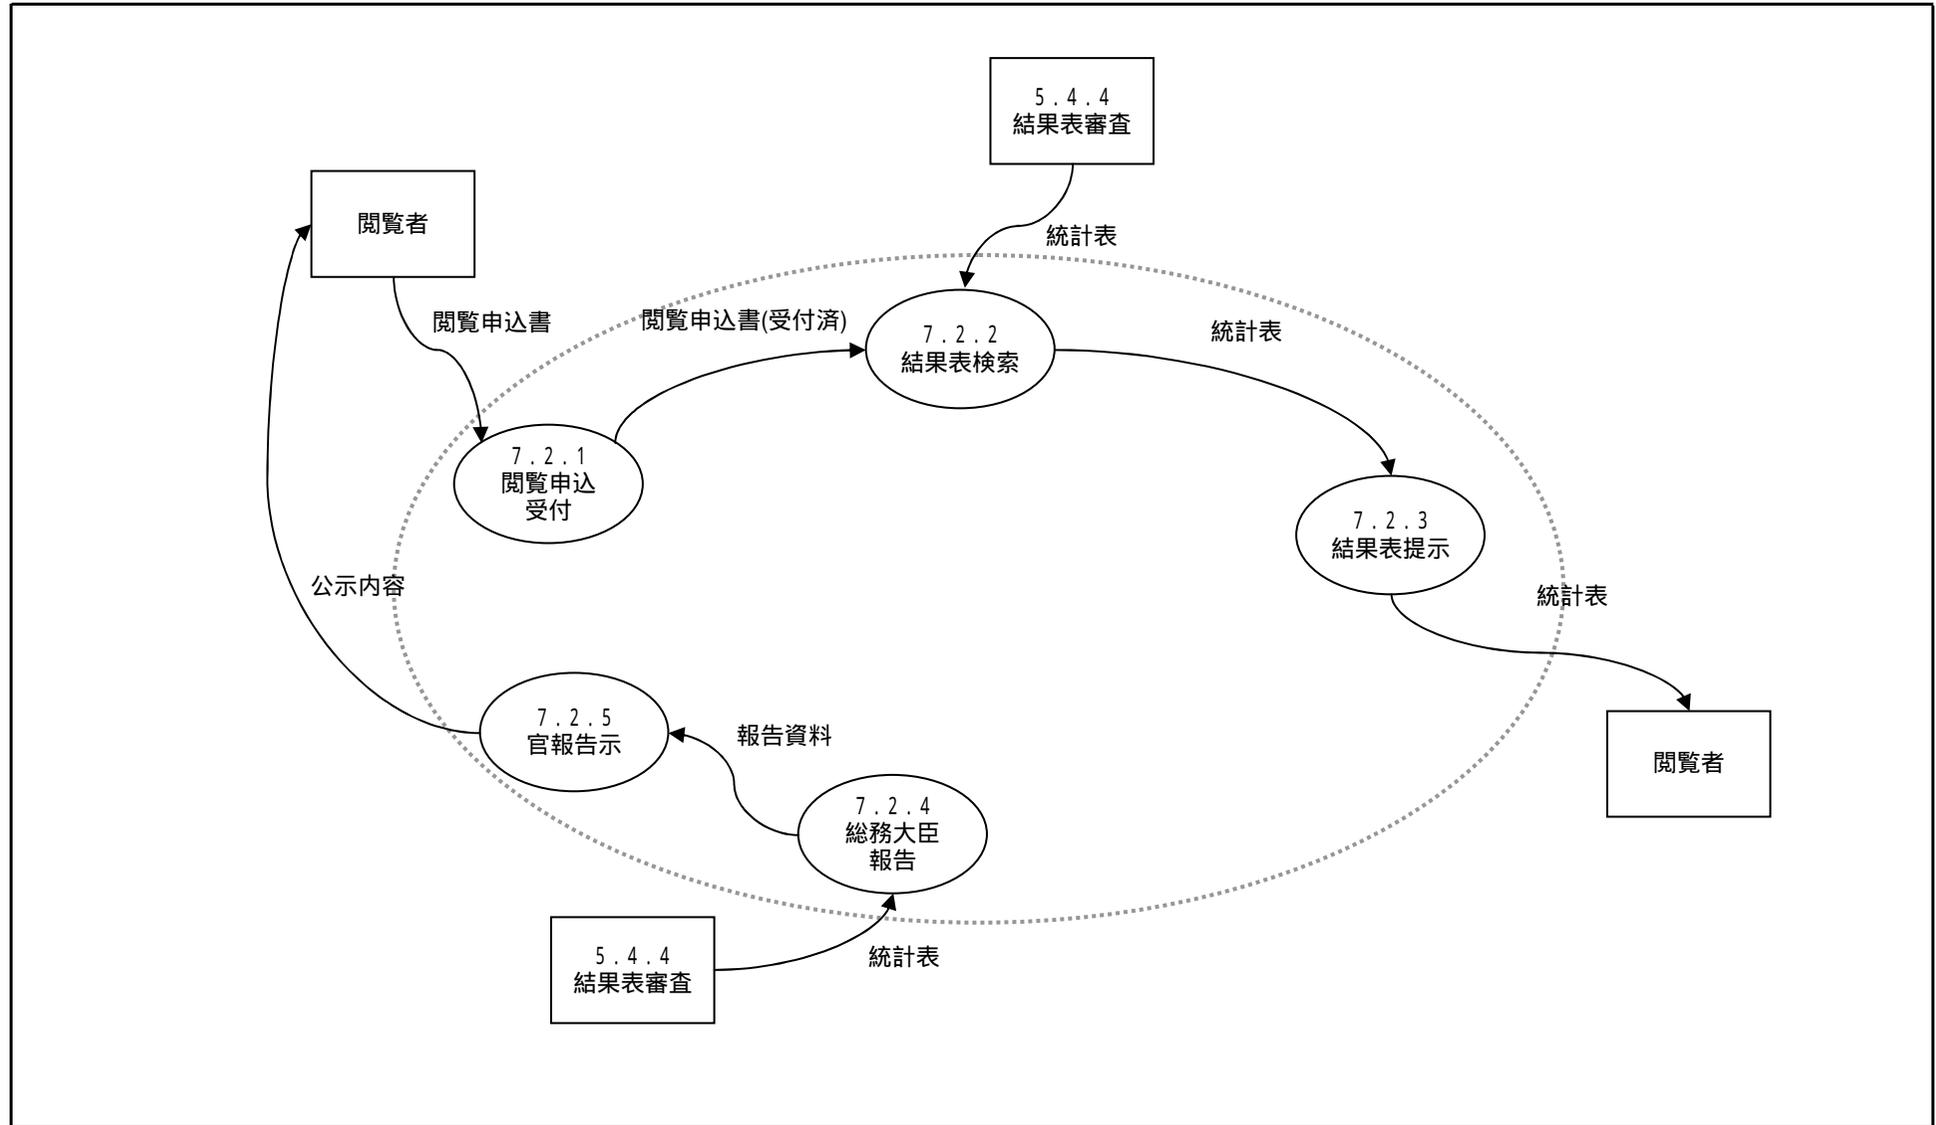 5.4.4
結果表審査
閲覧者
統計表
閲覧申込書
閲覧申込書(受付済)
7.2.2
結果表検索
統計表
7.2.1
閲覧申込
受付
7.2.3
結果表提示
公示内容
統計表
7.2.5
官報告示
報告資料
閲覧者
7.2.4
総務大臣
報告
5.4.4
結果表審査
統計表